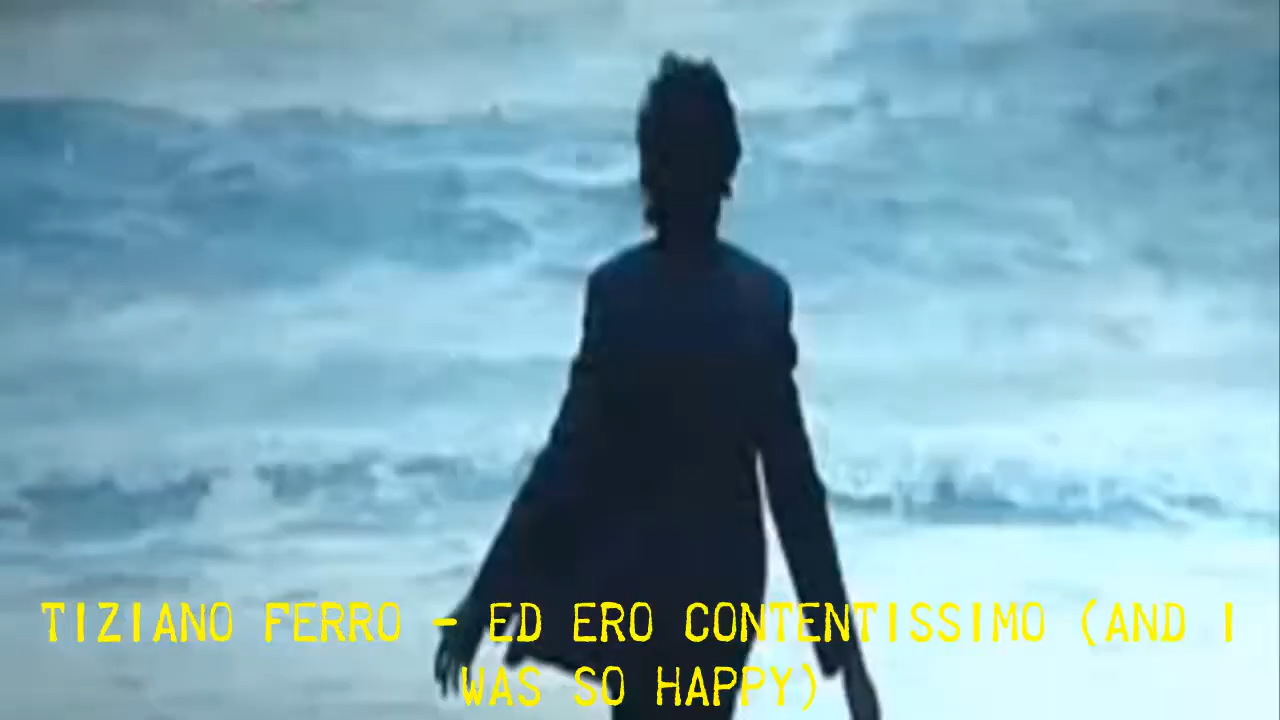 TIZIANO FERRO - ED ERO CONTENTISSIMO (AND I
WAS SO HAPPY)